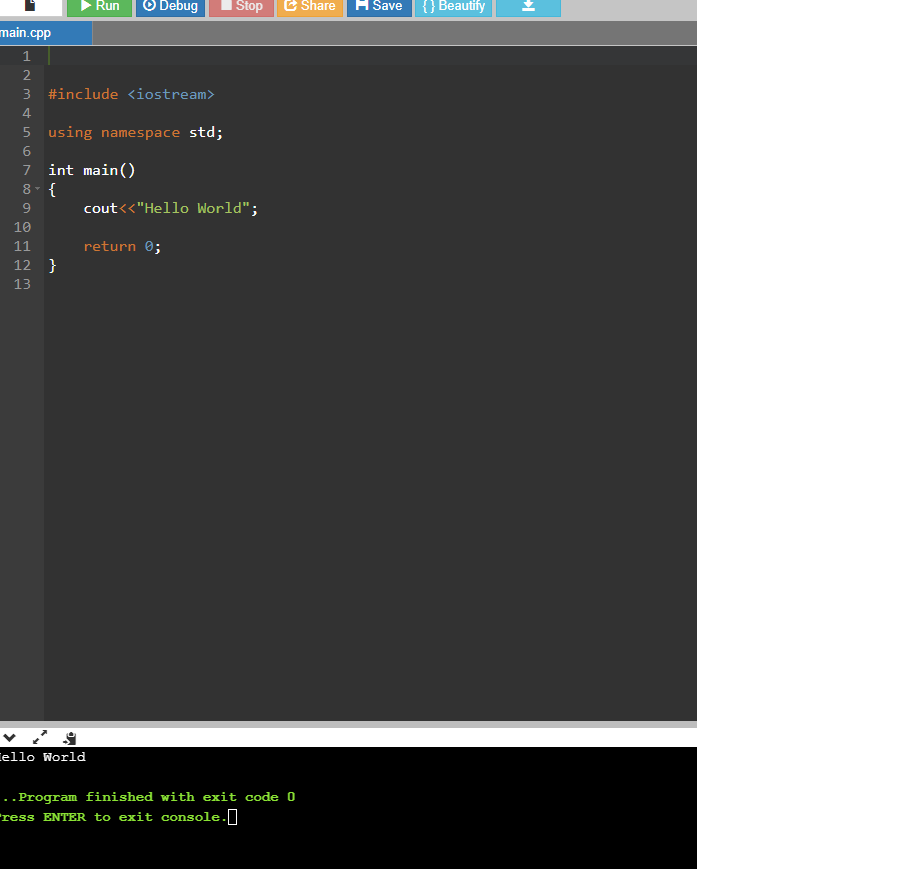 Run Debug Stop Share Save {} Beautify
main.cpp
1
2
3 #include <iostream>
4
5 using namespace std;
6
7 int main()
8 {
9 cout<<"Hello World";
10
11 return 0;
12 }
13
ello World
..Program finished with exit code 0
ress ENTER to exit console.